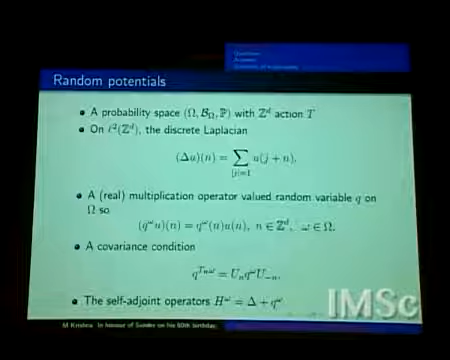 Random potentials
• A probability space (Ω, 𝓑_Ω, ℙ) with ℤ^d action T
• On ℓ²(ℤ^d), the discrete Laplacian
(Δu)(n) = ∑_{|j|=1} u(j + n).
• A (real) multiplication operator valued random variable q on
Ω so
(q^ω u)(n) = q^ω(n)u(n), n ∈ ℤ^d, ω ∈ Ω.
• A covariance condition
q^{T_n ω} = U_n q^ω U_{−n}.
• The self-adjoint operators H^ω = Δ + q^ω
IMSc
M Krishna In honour of Sunder on his 60th birthday